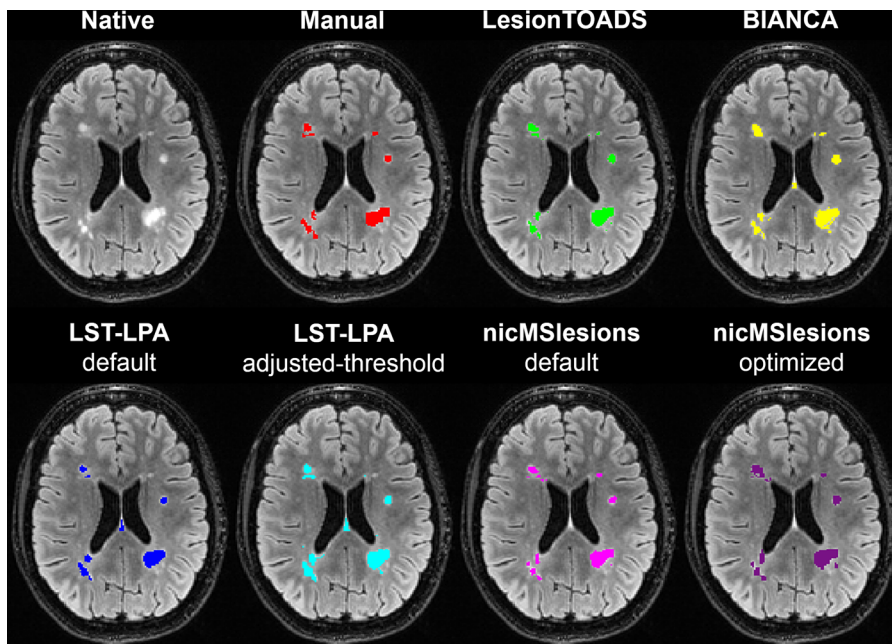 Native Manual LesionTOADS BIANCA
LST-LPA LST-LPA nicMSlesions nicMSlesions
default adjusted-threshold default optimized